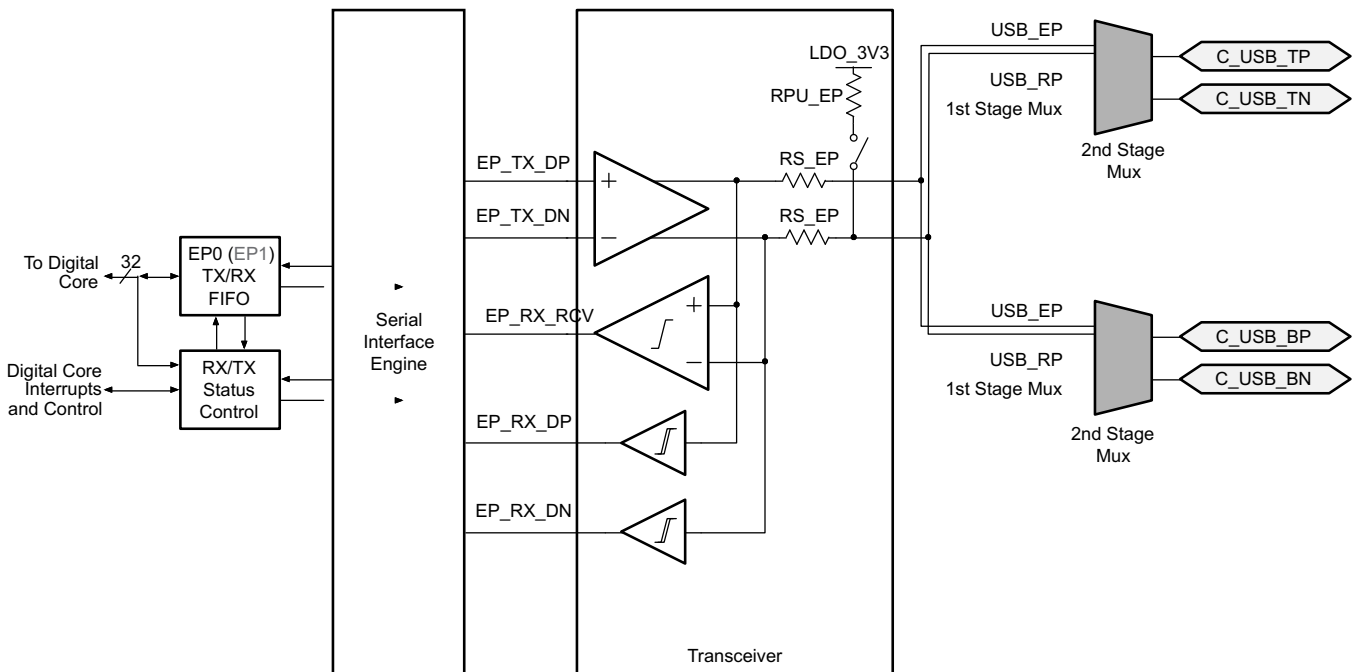 To Digital
Core
32
EP0 (EP1)
TX/RX
FIFO
Digital Core
Interrupts
and Control
RX/TX
Status
Control
Serial
Interface
Engine
EP_TX_DP
EP_TX_DN
EP_RX_RCV
EP_RX_DP
EP_RX_DN
LDO_3V3
RPU_EP
RS_EP
RS_EP
+
−
+
−
Transceiver
USB_EP
USB_RP
1st Stage Mux
2nd Stage
Mux
C_USB_TP
C_USB_TN
USB_EP
USB_RP
1st Stage Mux
2nd Stage
Mux
C_USB_BP
C_USB_BN